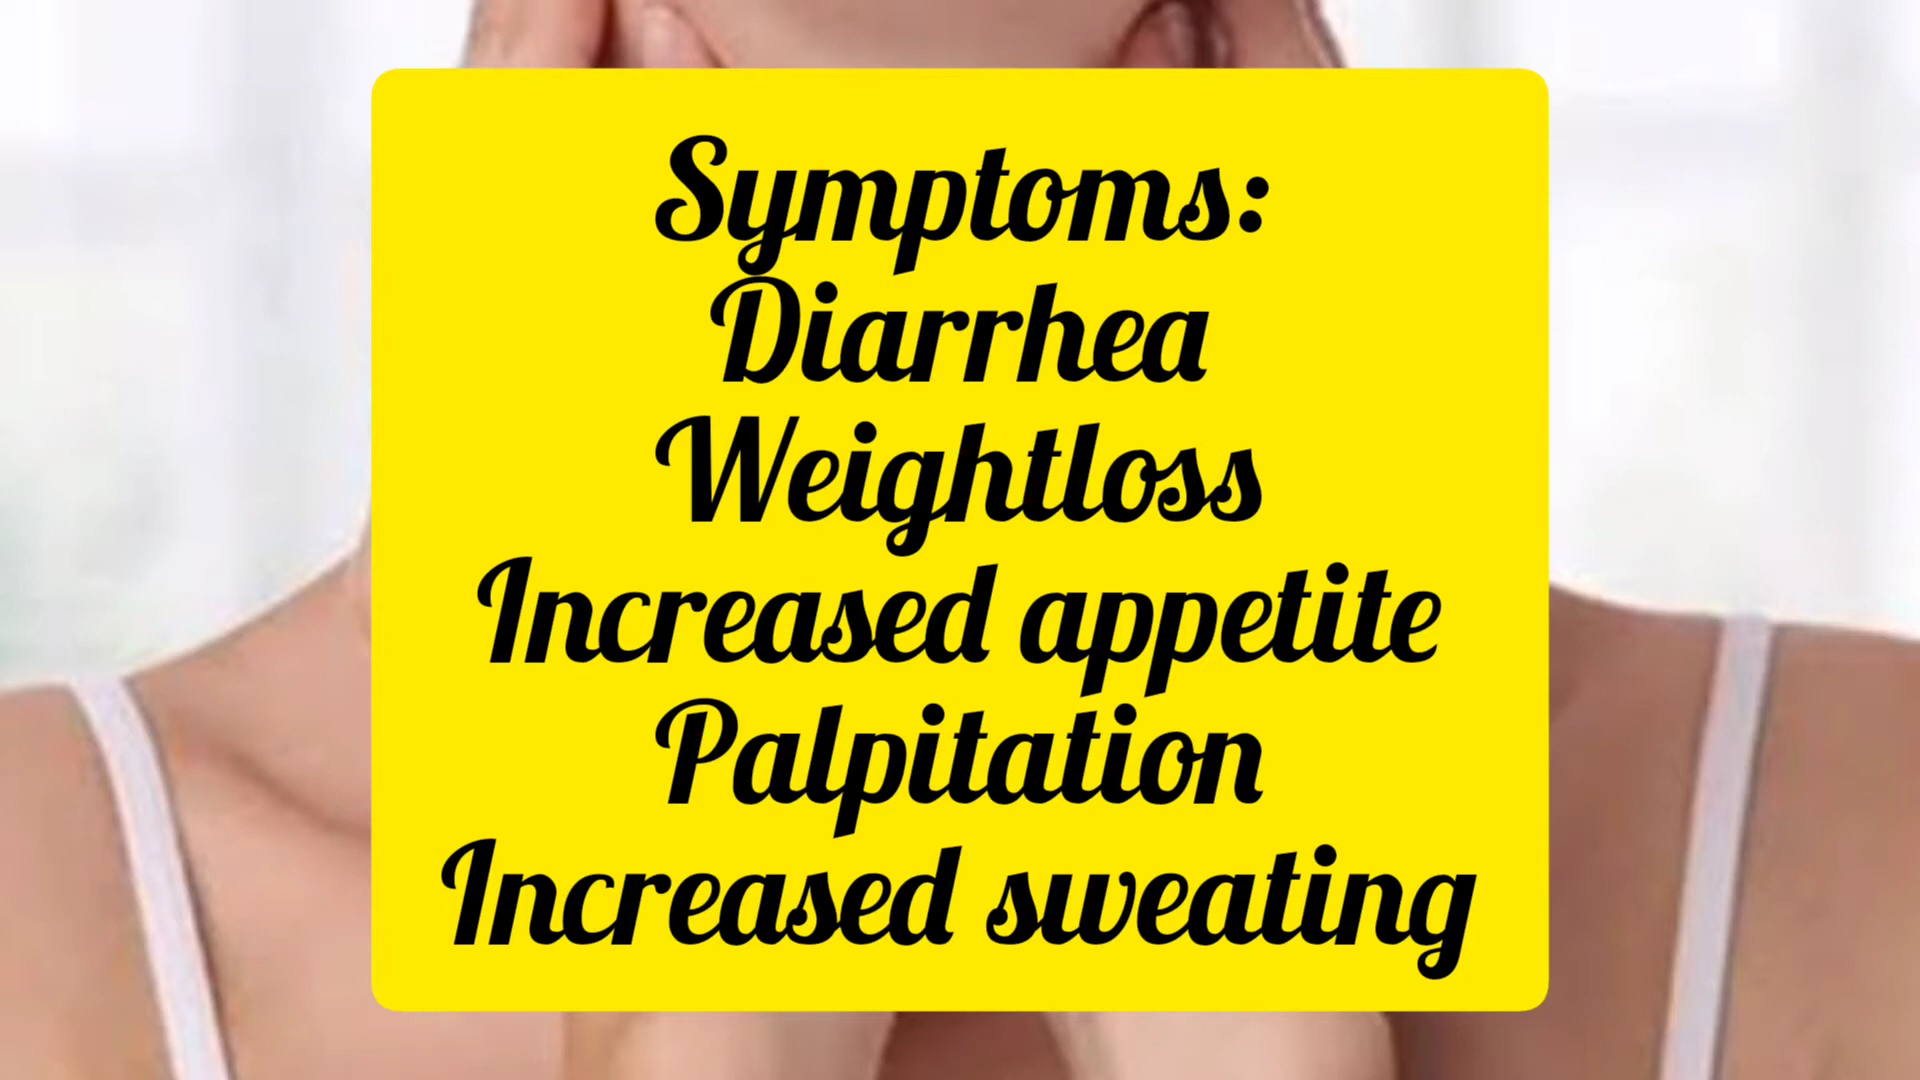 Symptoms:
Diarrhea
Weightloss
Increased appetite
Palpitation
Increased sweating